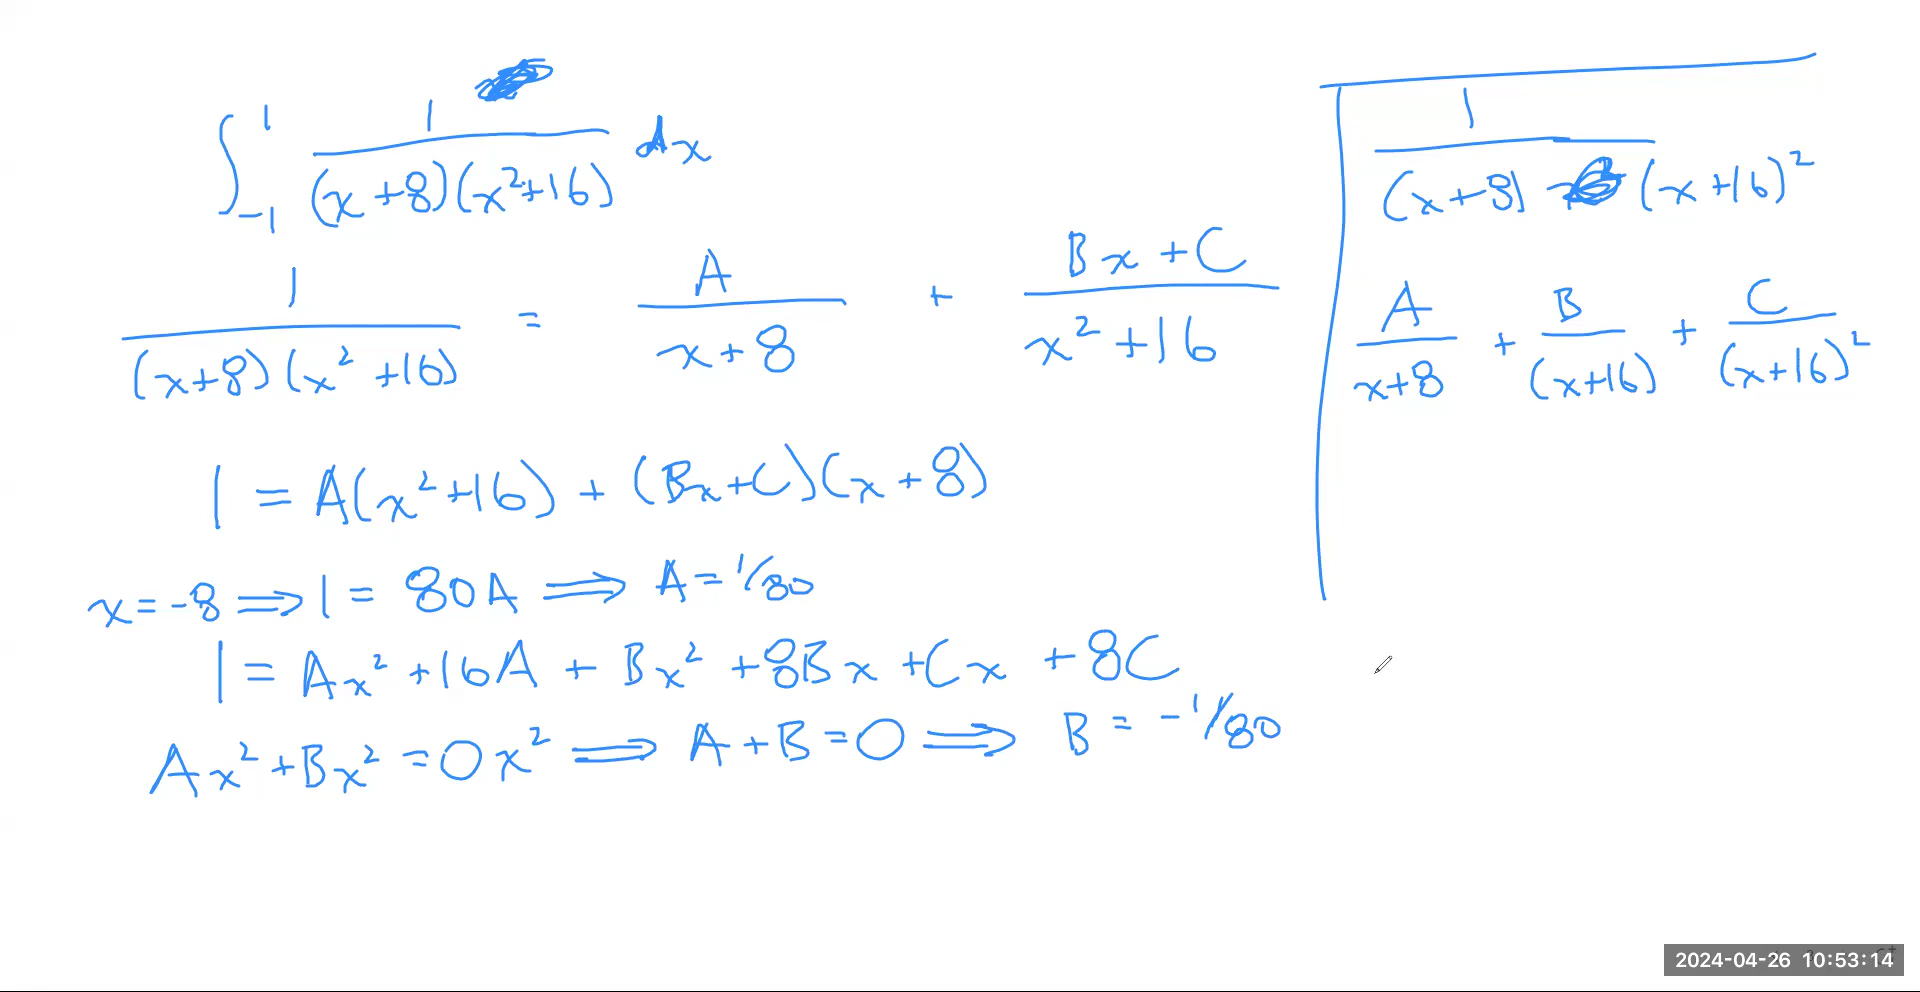 ∫_{-1}^{1} 1/((x+8)(x²+16)) dx
1/((x+8)(x²+16)) = A/(x+8) + (Bx+C)/(x²+16)
1 = A(x²+16) + (Bx+C)(x+8)
x = -8 ⟹ 1 = 80A ⟹ A = 1/80
1 = Ax² + 16A + Bx² + 8Bx + Cx + 8C
Ax² + Bx² = 0x² ⟹ A + B = 0 ⟹ B = -1/80
1/((x+8)(x+16)²)
A/(x+8) + B/(x+16) + C/(x+16)²
2024-04-26 10:53:14